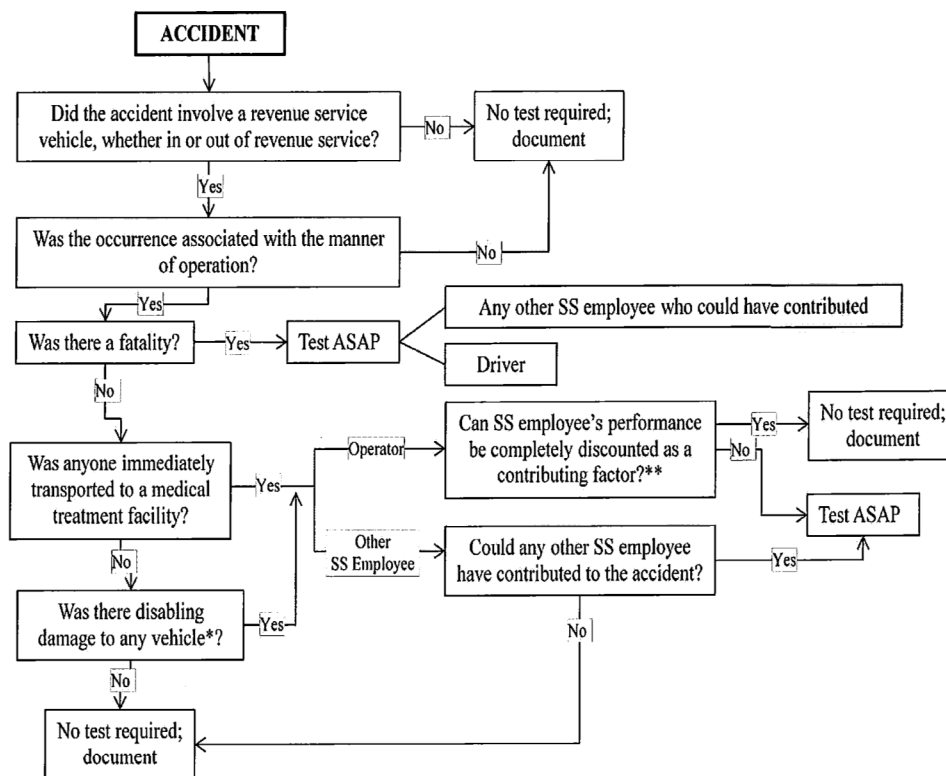 ACCIDENT
Did the accident involve a revenue service
vehicle, whether in or out of revenue service?
No
No test required;
document
Yes
Was the occurrence associated with the manner
of operation?
No
Yes
Was there a fatality?
Yes
Test ASAP
Any other SS employee who could have contributed
Driver
No
Was anyone immediately
transported to a medical
treatment facility?
Yes
Operator
Can SS employee's performance
be completely discounted as a
contributing factor?**
Yes
No test required;
document
No
Test ASAP
Other
SS Employee
Could any other SS employee
have contributed to the accident?
Yes
No
No
Was there disabling
damage to any vehicle*?
Yes
No
No test required;
document